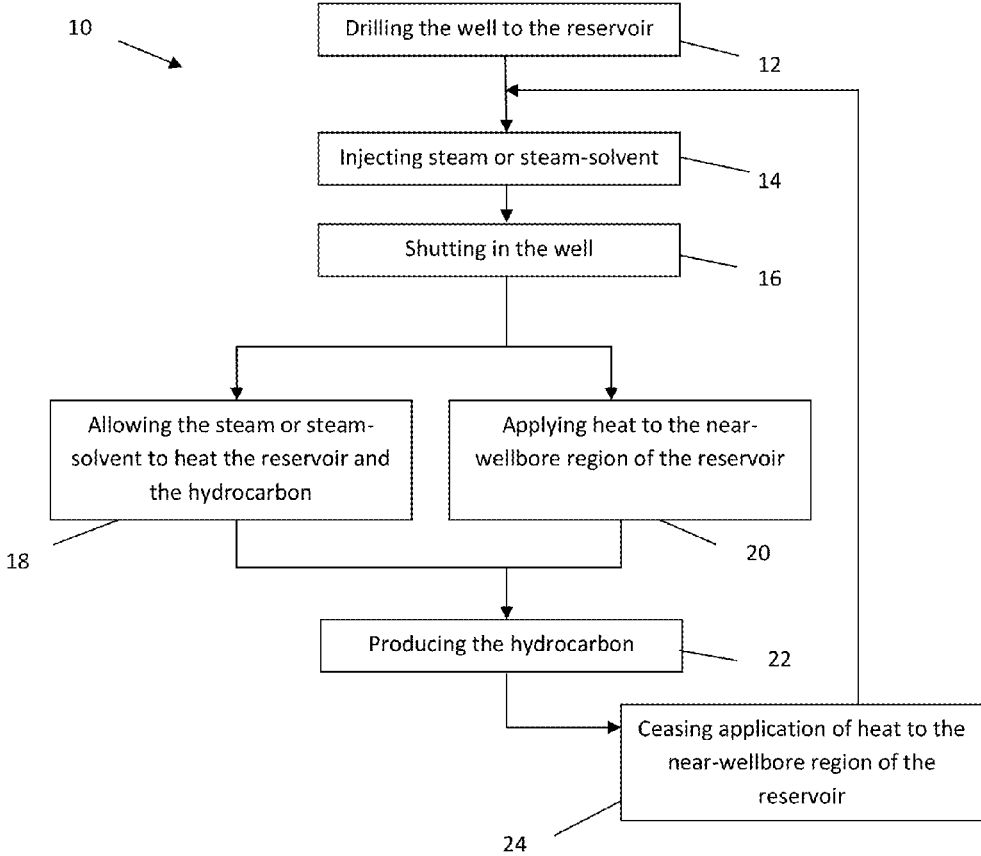 10
Drilling the well to the reservoir
12
Injecting steam or steam-solvent
14
Shutting in the well
16
Allowing the steam or steam-
solvent to heat the reservoir and
the hydrocarbon
18
Applying heat to the near-
wellbore region of the reservoir
20
Producing the hydrocarbon
22
Ceasing application of heat to the
near-wellbore region of the
reservoir
24